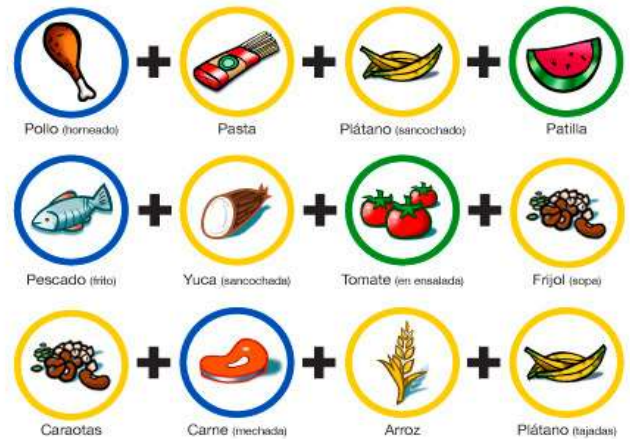 Pollo (horneado) Pasta Plátano (sancochado) Patilla
Pescado (frito) Yuca (sancochada) Tomate (en ensalada) Frijol (sopa)
Caraotas Carne (mechada) Arroz Plátano (tajadas)